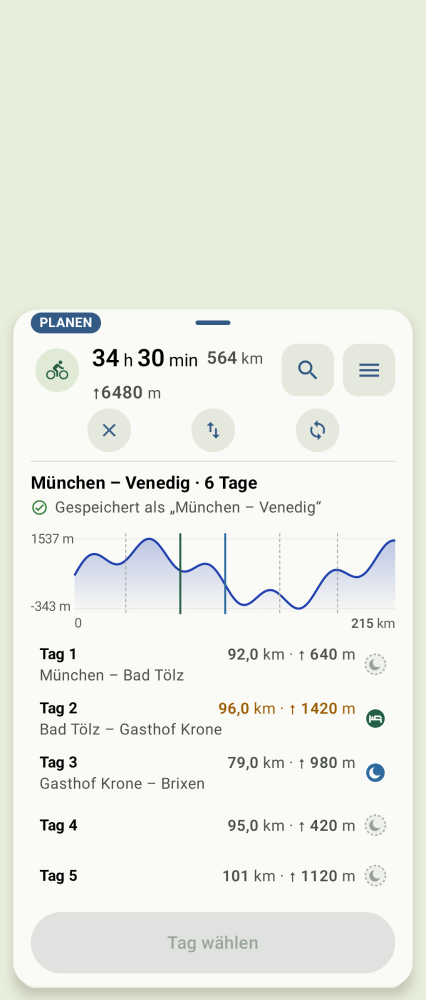 PLANEN
34 h 30 min 564 km
↑6480 m
München – Venedig · 6 Tage
Gespeichert als „München – Venedig“
1537 m
-343 m
0 215 km
Tag 1 92,0 km · ↑ 640 m
München – Bad Tölz
Tag 2 96,0 km · ↑ 1420 m
Bad Tölz – Gasthof Krone
Tag 3 79,0 km · ↑ 980 m
Gasthof Krone – Brixen
Tag 4 95,0 km · ↑ 420 m
Tag 5 101 km · ↑ 1120 m
Tag wählen